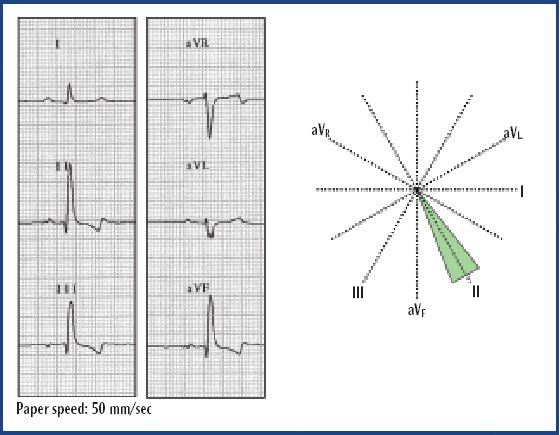 I
aVR
II
aVL
III
aVF
aVR
aVL
I
III
II
aVF
Paper speed: 50 mm/sec